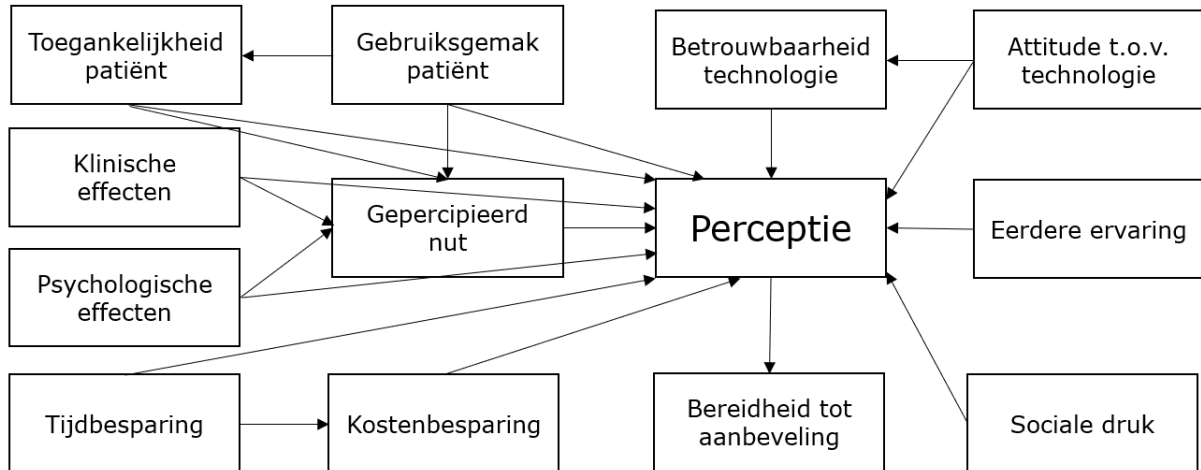 Toegankelijkheid
patiënt
Gebruiksgemak
patiënt
Betrouwbaarheid
technologie
Attitude t.o.v.
technologie
Klinische
effecten
Gepercipieerd
nut
Perceptie
Eerdere ervaring
Psychologische
effecten
Tijdbesparing
Kostenbesparing
Bereidheid tot
aanbeveling
Sociale druk